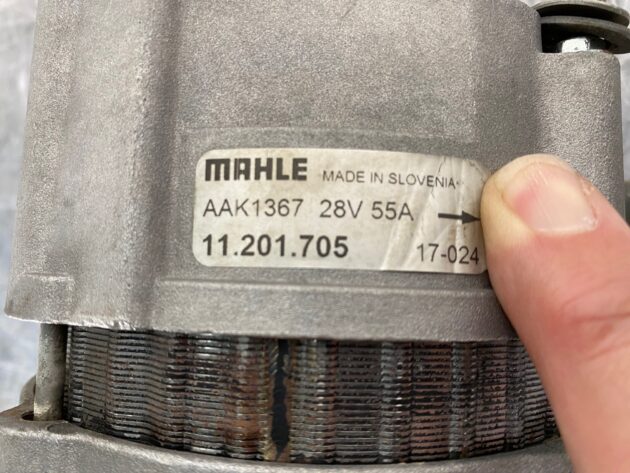 MAHLE MADE IN SLOVENIA
AAK1367 28V 55A →
11.201.705 17-024